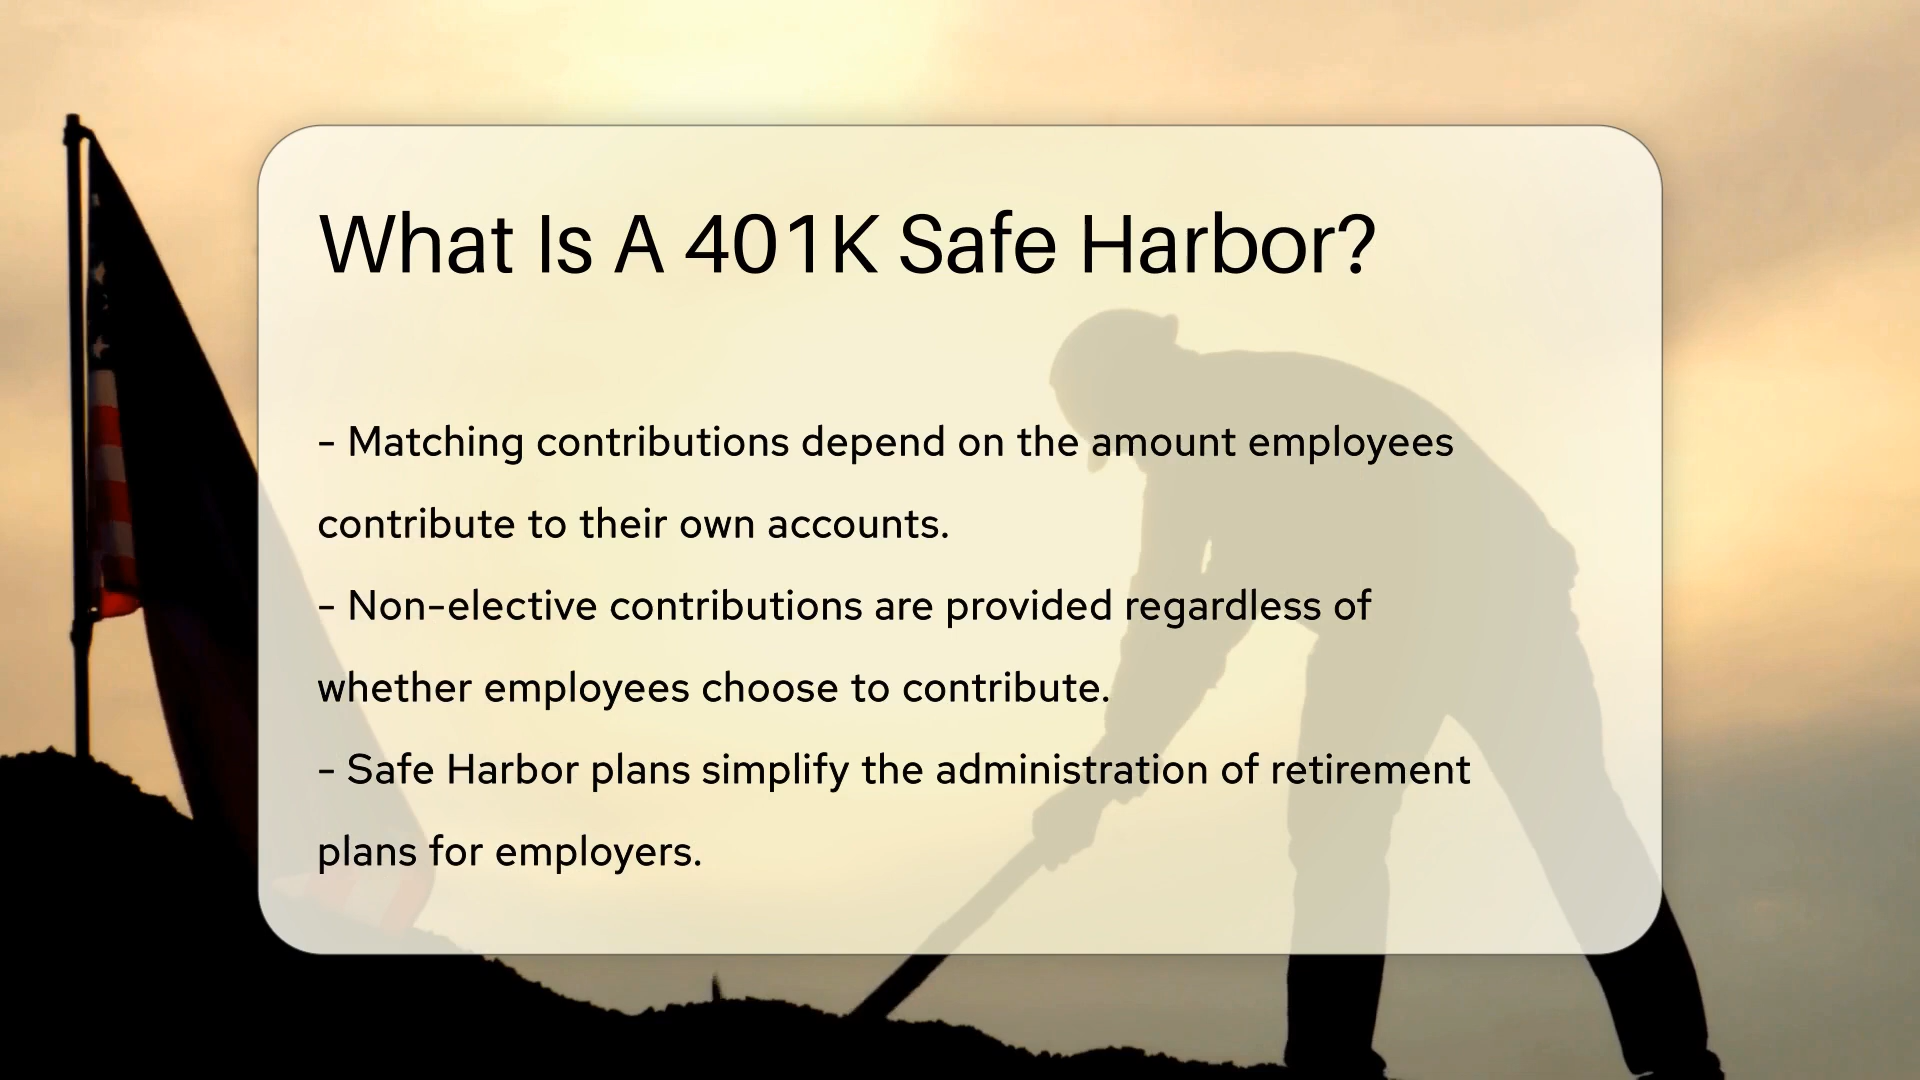 What Is A 401K Safe Harbor?
- Matching contributions depend on the amount employees
contribute to their own accounts.
- Non-elective contributions are provided regardless of
whether employees choose to contribute.
- Safe Harbor plans simplify the administration of retirement
plans for employers.